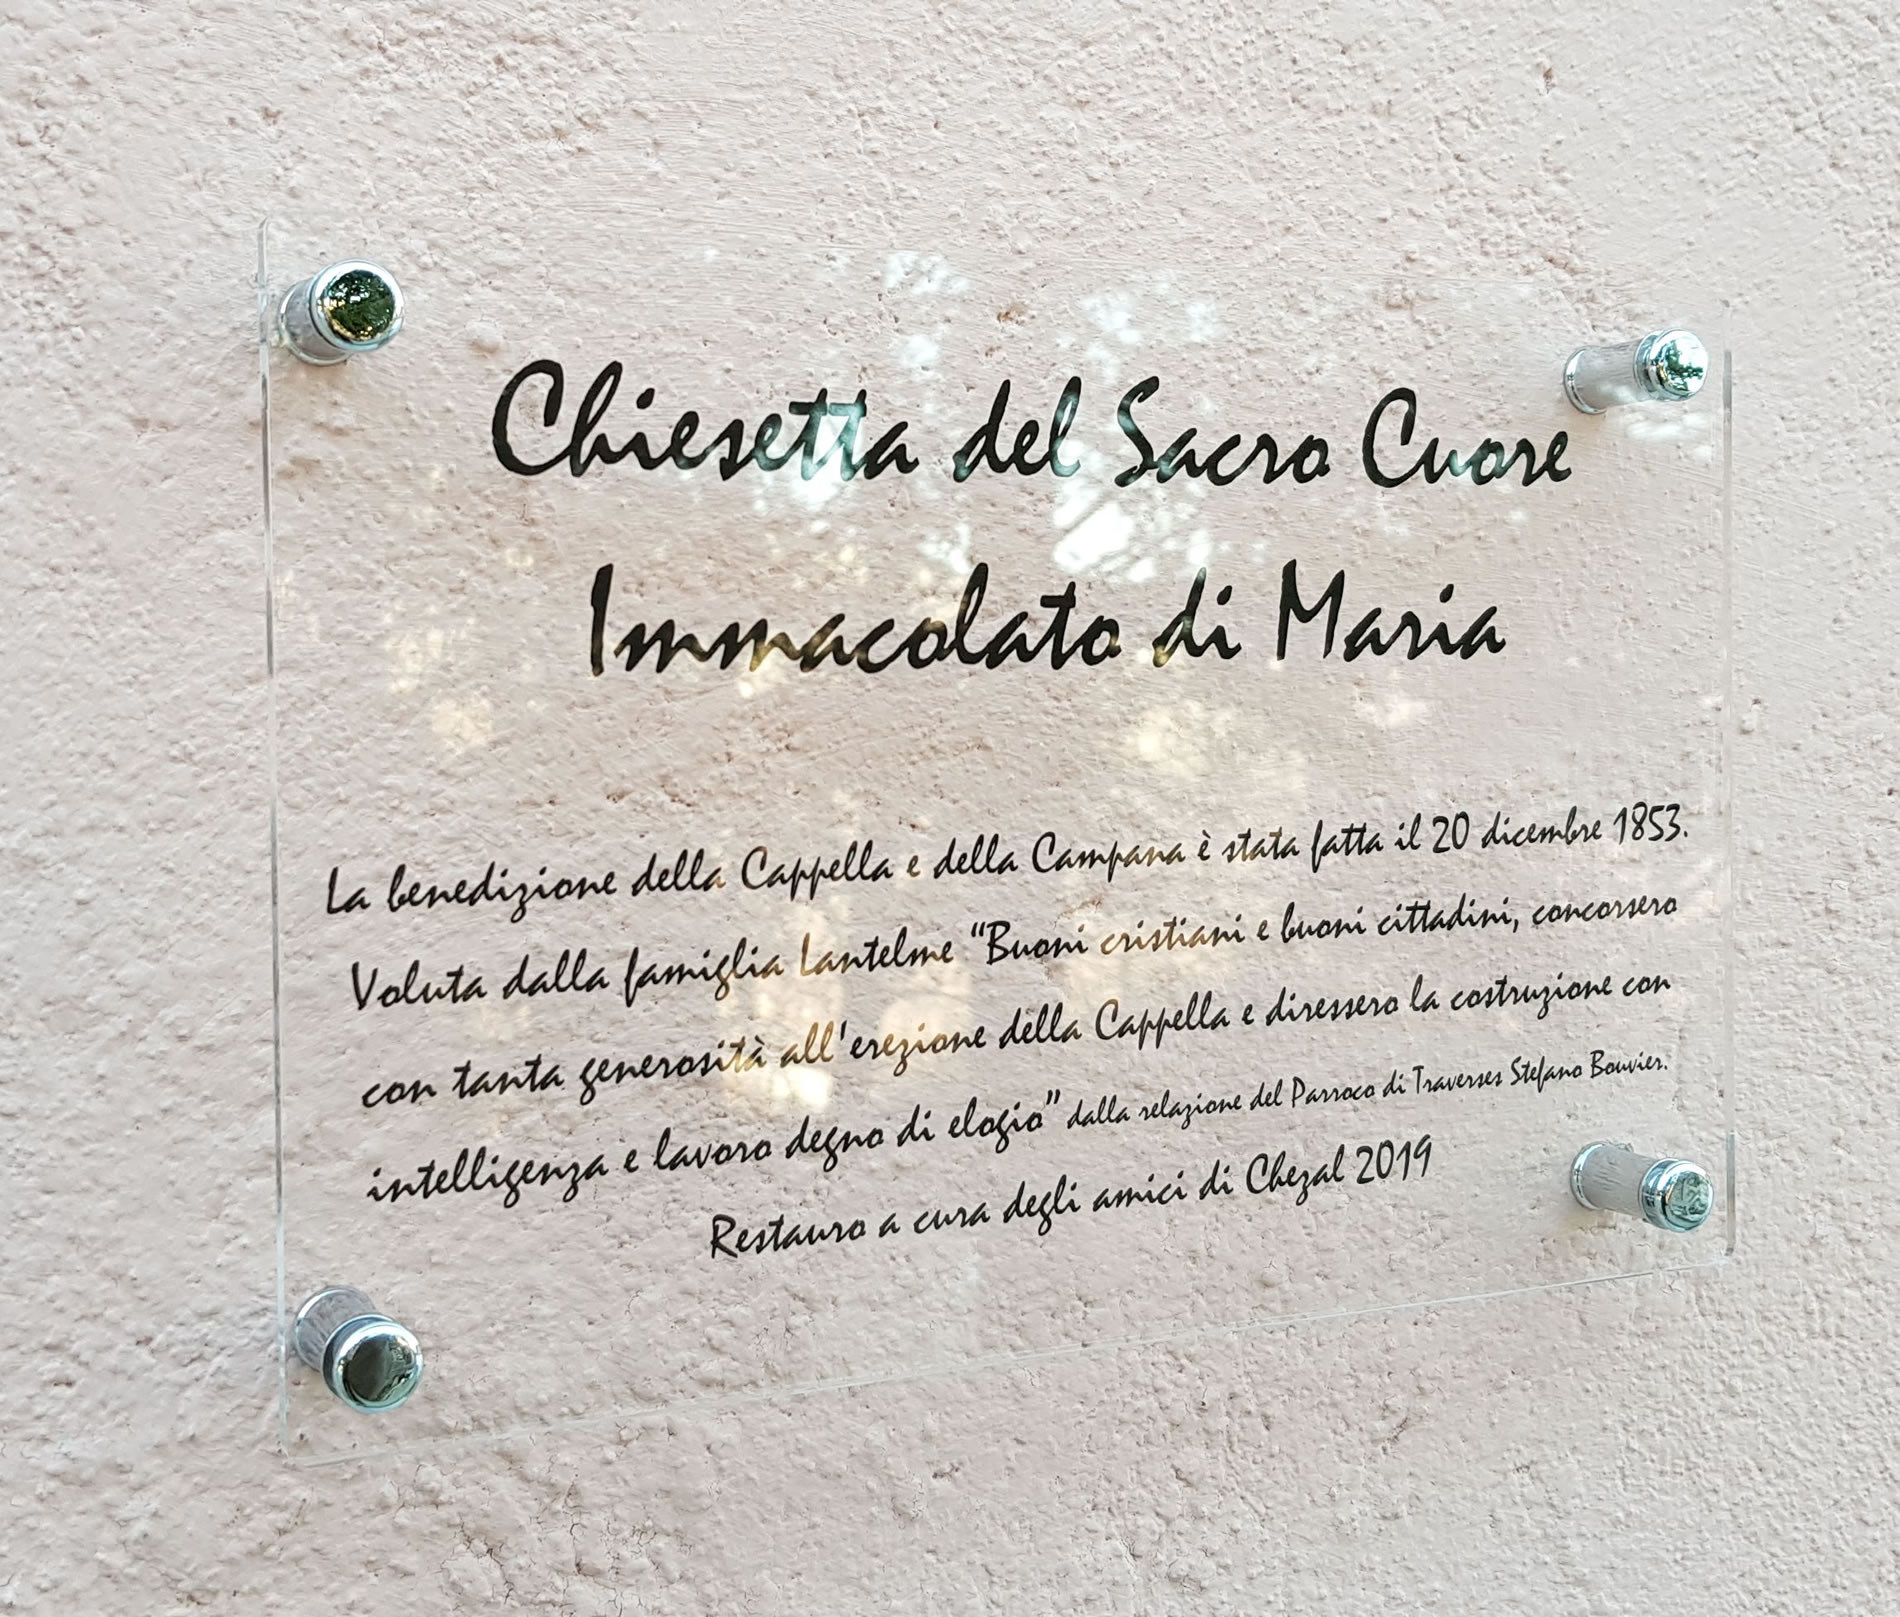 Chiesetta del Sacro Cuore
Immacolato di Maria
La benedizione della Cappella e della Campana è stata fatta il 20 dicembre 1853.
Voluta dalla famiglia Lantelme “Buoni cristiani e buoni cittadini, concorsero
con tanta generosità all'erezione della Cappella e diressero la costruzione con
intelligenza e lavoro degno di elogio” dalla relazione del Parroco di Traverses Stefano Bouvier.
Restauro a cura degli amici di Chezal 2019